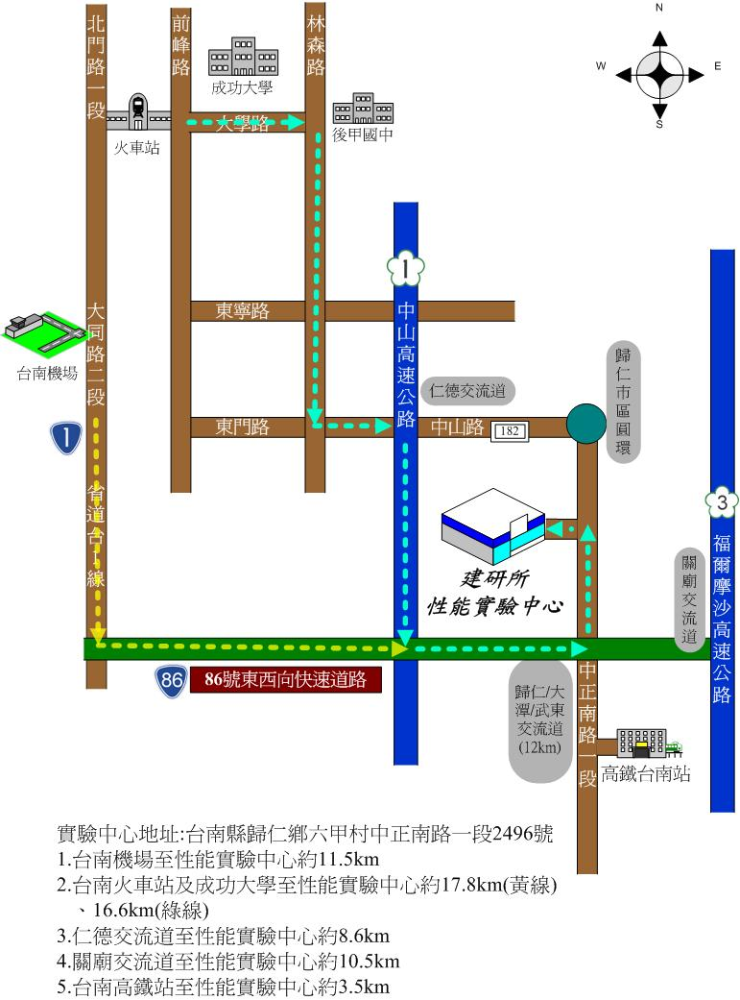 N
W
E
S
北門路一段
前峰路
林森路
成功大學
火車站
大學路
後甲國中
1
大同路二段
東寧路
中山高速公路
台南機場
仁德交流道
歸仁市區圓環
1
東門路
中山路
182
省道台1線
3
福爾摩沙高速公路
關廟交流道
建研所
性能實驗中心
86
86號東西向快速道路
歸仁/大
潭/武東
交流道
(12km)
中正南路一段
高鐵台南站
實驗中心地址:台南縣歸仁鄉六甲村中正南路一段2496號
1.台南機場至性能實驗中心約11.5km
2.台南火車站及成功大學至性能實驗中心約17.8km(黃線)
、16.6km(綠線)
3.仁德交流道至性能實驗中心約8.6km
4.關廟交流道至性能實驗中心約10.5km
5.台南高鐵站至性能實驗中心約3.5km